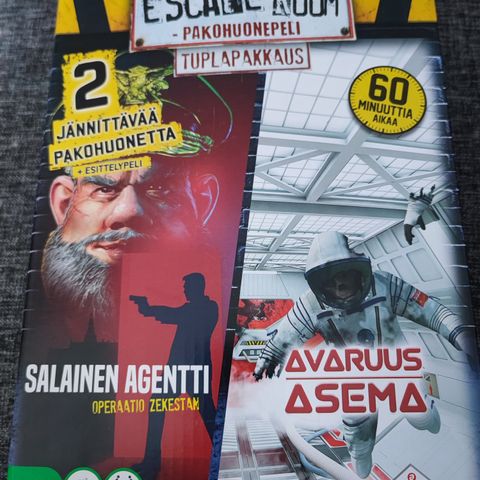 ESCAPE ROOM
- PAKOHUONEPELI
TUPLAPAKKAUS
2
JÄNNITTÄVÄÄ
PAKOHUONETTA
+ ESITTELYPELI
60
MINUUTTIA
AIKAA
SALAINEN AGENTTI
OPERAATIO ZEKESTAN
AVARUUS
ASEMA